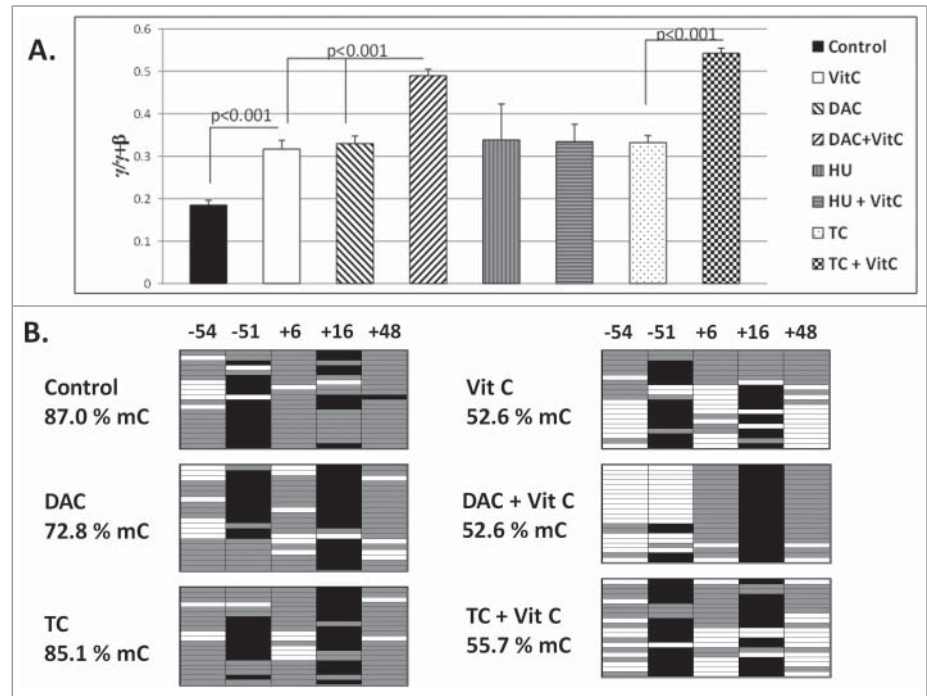 A.
0.6
0.5
0.4
0.3
0.2
0.1
0
γ/γ+β
p<0.001
p<0.001
p<0.001
Control
VitC
DAC
DAC+VitC
HU
HU + VitC
TC
TC + VitC
B.
-54 -51 +6 +16 +48
Control
87.0 % mC
DAC
72.8 % mC
TC
85.1 % mC
-54 -51 +6 +16 +48
Vit C
52.6 % mC
DAC + Vit C
52.6 % mC
TC + Vit C
55.7 % mC